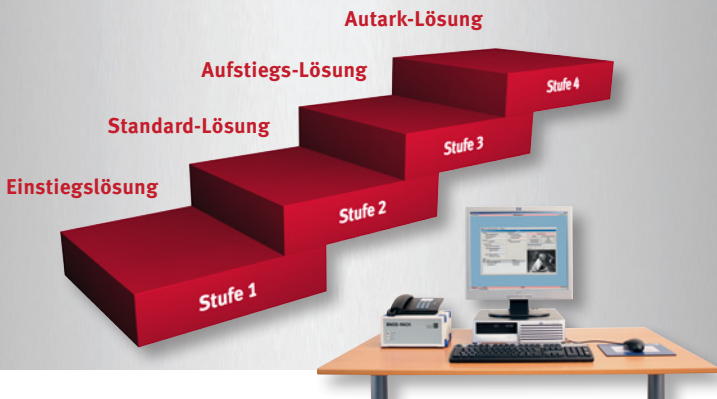 Autark-Lösung
Aufstiegs-Lösung
Standard-Lösung
Einstiegslösung
Stufe 4
Stufe 3
Stufe 2
Stufe 1